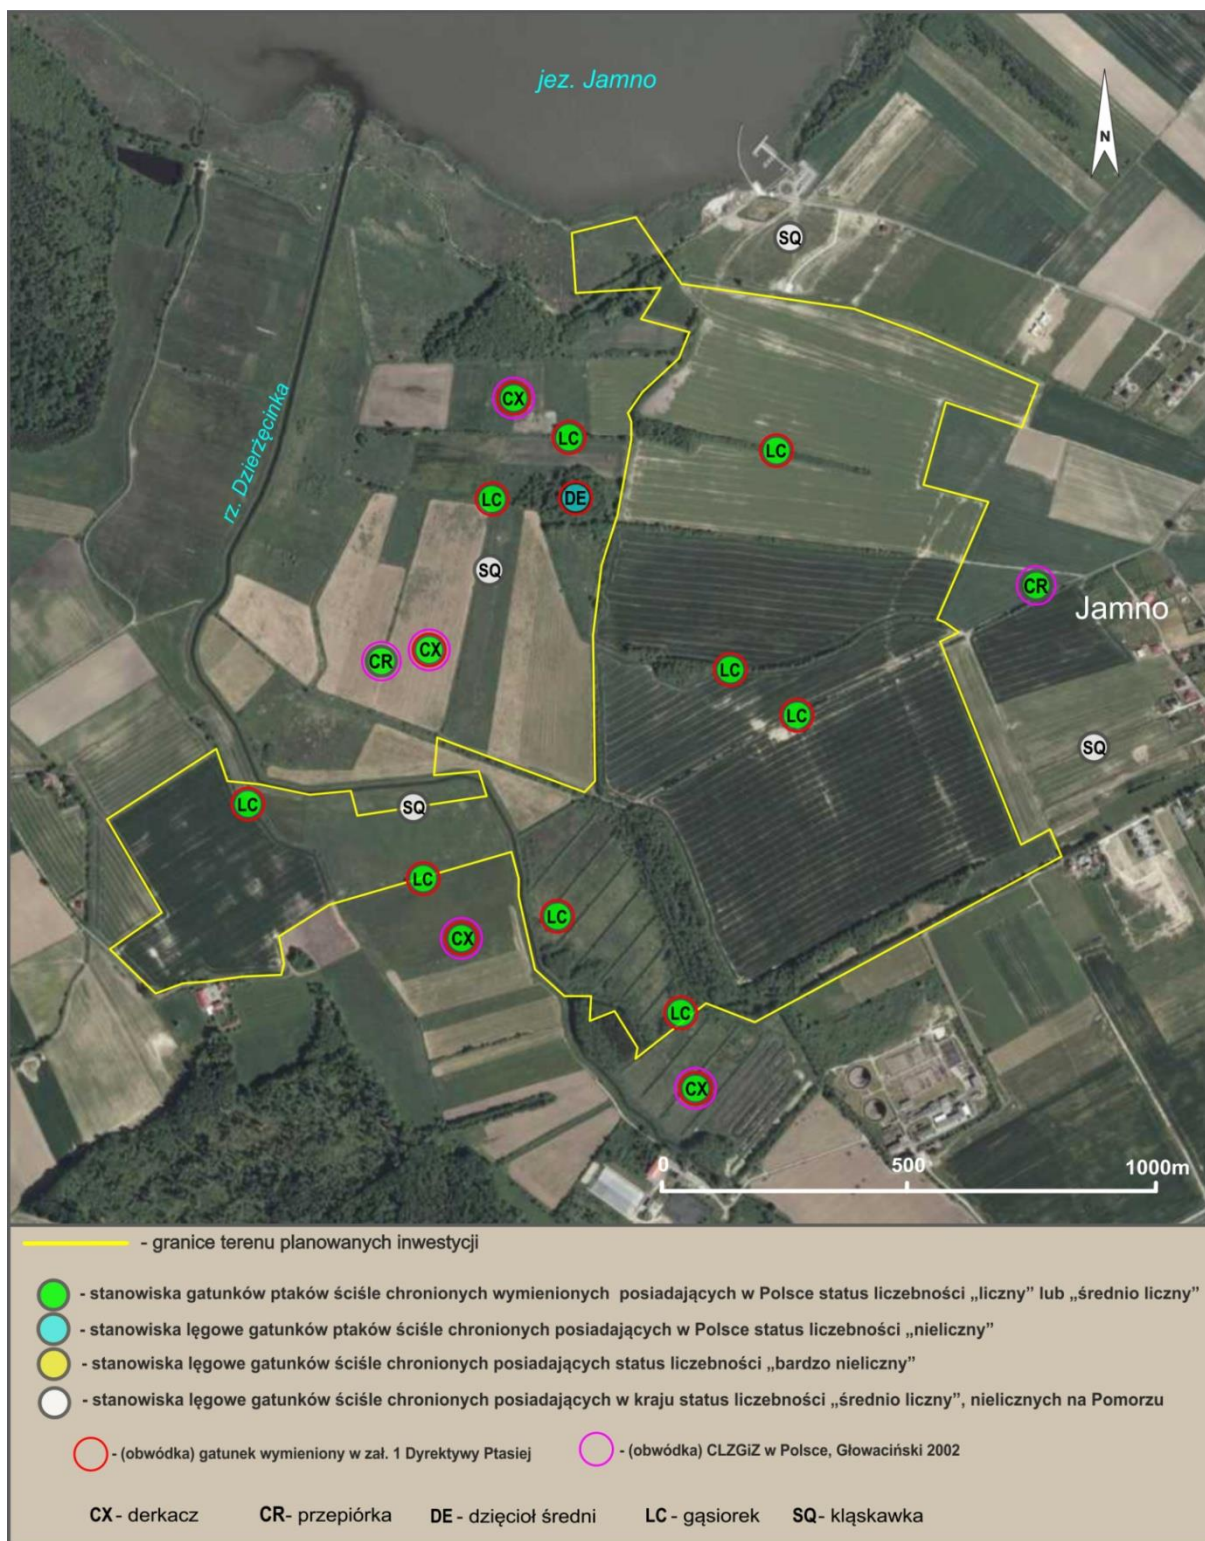 jez. Jamno
N
SQ
rz. Dzierżęcinka
CX
LC
LC
LC
DE
SQ
CR
Jamno
CX
CR
LC
LC
SQ
LC
SQ
LC
LC
CX
LC
CX
0 500 1000m
- granice terenu planowanych inwestycji
- stanowiska gatunków ptaków ściśle chronionych wymienionych posiadających w Polsce status liczebności „liczny” lub „średnio liczny”
- stanowiska lęgowe gatunków ptaków ściśle chronionych posiadających w Polsce status liczebności „nieliczny”
- stanowiska lęgowe gatunków ściśle chronionych posiadających status liczebności „bardzo nieliczny”
- stanowiska lęgowe gatunków ściśle chronionych posiadających w kraju status liczebności „średnio liczny”, nielicznych na Pomorzu
- (obwódka) gatunek wymieniony w zał. 1 Dyrektywy Ptasiej - (obwódka) CLZGiZ w Polsce, Głowaciński 2002
CX - derkacz CR- przepiórka DE - dzięcioł średni LC - gąsiorek SQ- kląskawka